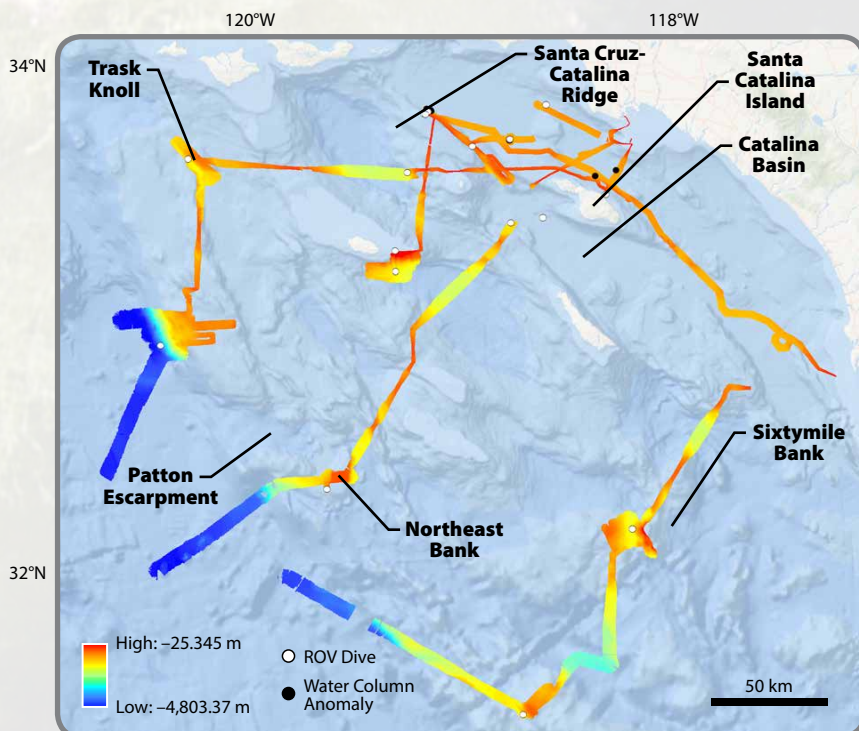 120°W
118°W
34°N
Trask
Knoll
Santa Cruz-
Catalina
Ridge
Santa
Catalina
Island
Catalina
Basin
Patton
Escarpment
Northeast
Bank
Sixtymile
Bank
32°N
High: –25.345 m
Low: –4,803.37 m
ROV Dive
Water Column
Anomaly
50 km